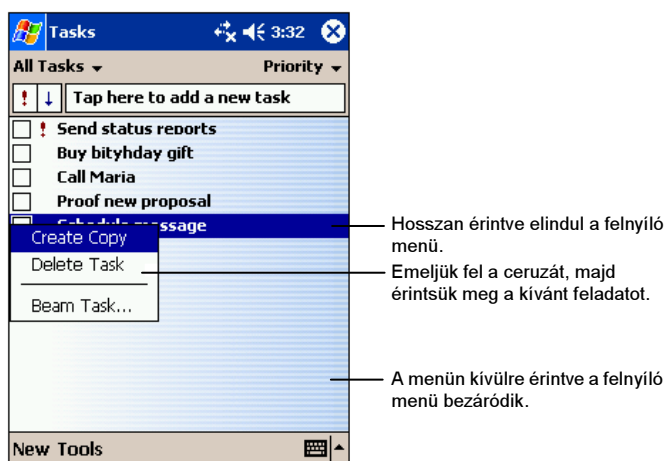 Tasks 3:32
All Tasks Priority
Tap here to add a new task
Send status reports
Buy bityhday gift
Call Maria
Proof new proposal
Schedule massage
Create Copy
Delete Task
Beam Task...
New Tools
Hosszan érintve elindul a felnyíló
menü.
Emeljük fel a ceruzát, majd
érintsük meg a kívánt feladatot.
A menün kívülre érintve a felnyíló
menü bezáródik.